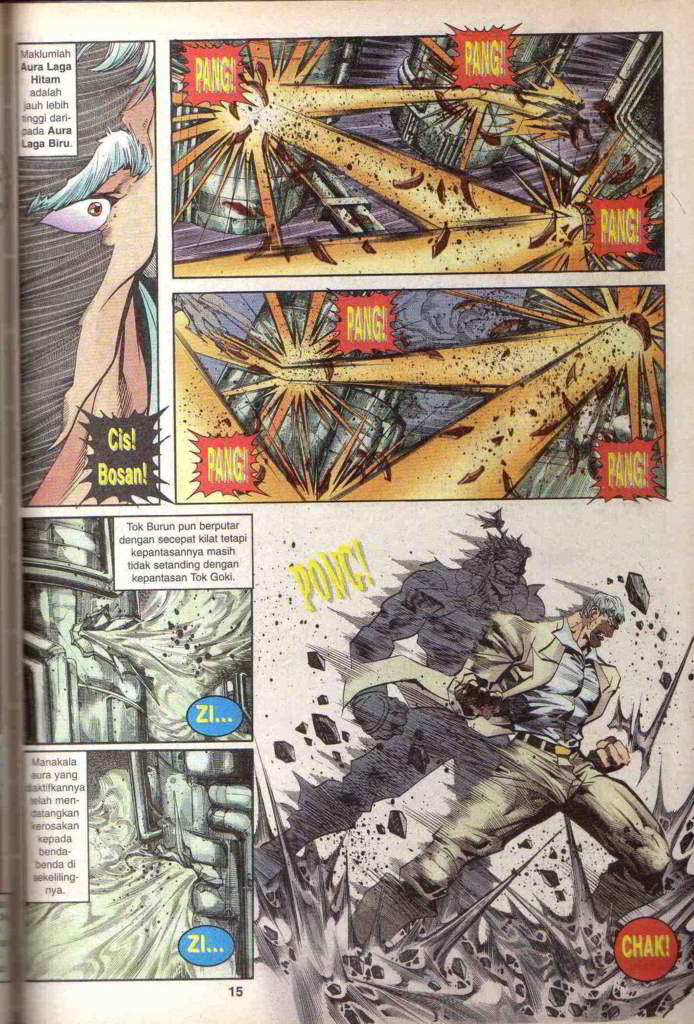 Maklumlah
Aura Laga
Hitam
adalah
jauh lebih
tinggi dari-
pada Aura
Laga Biru.
Cis!
Bosan!
PANG!
PANG!
PANG!
PANG!
PANG!
PANG!
Tok Burun pun berputar
dengan secepat kilat tetapi
kepantasannya masih
tidak setanding dengan
kepantasan Tok Goki.
ZI...
PONG!
Manakala
aura yang
diaktifkannya
telah men-
datangkan
kerosakan
kepada
benda-
benda di
sekeliling-
nya.
ZI...
CHAK!
15